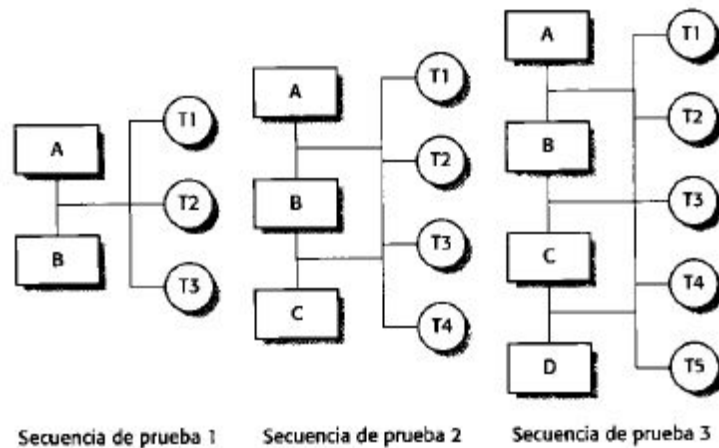 A
B
T1
T2
T3
Secuencia de prueba 1
A
B
C
T1
T2
T3
T4
Secuencia de prueba 2
A
B
C
D
T1
T2
T3
T4
T5
Secuencia de prueba 3